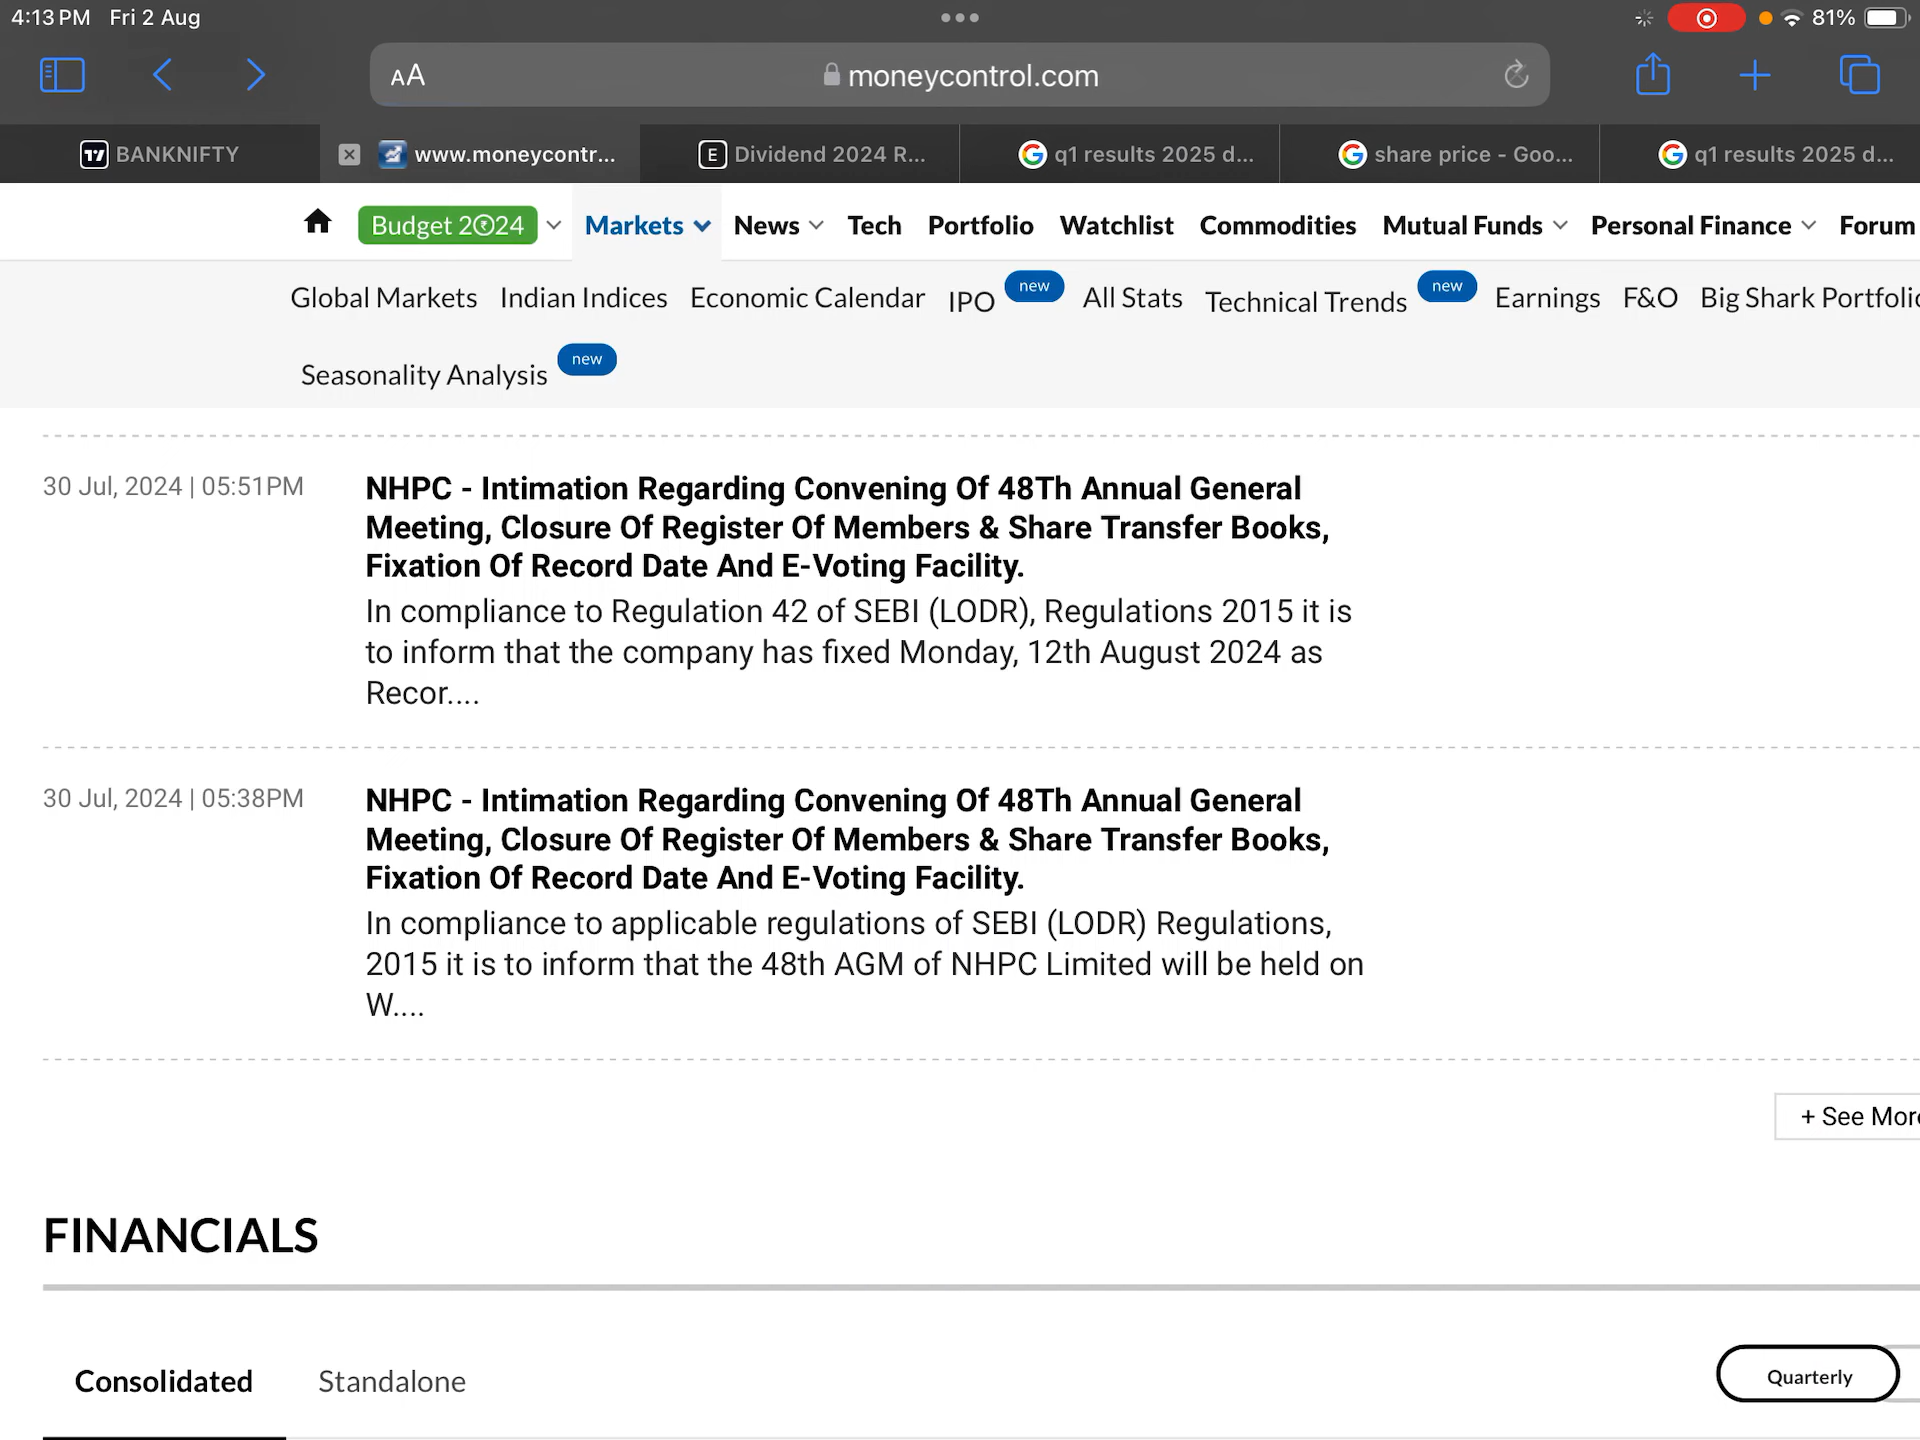 4:13 PM Fri 2 Aug
81%
AA
moneycontrol.com
BANKNIFTY
www.moneycontr...
E Dividend 2024 R...
q1 results 2025 d...
share price - Goo...
q1 results 2025 d...
Budget 2024
Markets
News
Tech
Portfolio
Watchlist
Commodities
Mutual Funds
Personal Finance
Forum
Global Markets
Indian Indices
Economic Calendar
IPO new
All Stats
Technical Trends new
Earnings
F&O
Big Shark Portfolio
Seasonality Analysis new
30 Jul, 2024 | 05:51PM
NHPC - Intimation Regarding Convening Of 48Th Annual General
Meeting, Closure Of Register Of Members & Share Transfer Books,
Fixation Of Record Date And E-Voting Facility.
In compliance to Regulation 42 of SEBI (LODR), Regulations 2015 it is
to inform that the company has fixed Monday, 12th August 2024 as
Recor....
30 Jul, 2024 | 05:38PM
NHPC - Intimation Regarding Convening Of 48Th Annual General
Meeting, Closure Of Register Of Members & Share Transfer Books,
Fixation Of Record Date And E-Voting Facility.
In compliance to applicable regulations of SEBI (LODR) Regulations,
2015 it is to inform that the 48th AGM of NHPC Limited will be held on
W....
+ See More
FINANCIALS
Consolidated
Standalone
Quarterly